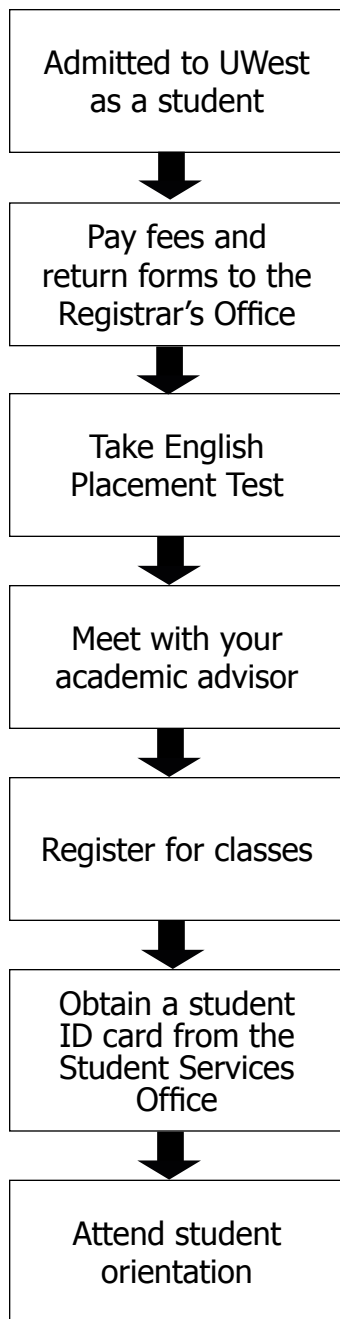 Admitted to UWest
as a student
Pay fees and
return forms to the
Registrar’s Office
Take English
Placement Test
Meet with your
academic advisor
Register for classes
Obtain a student
ID card from the
Student Services
Office
Attend student
orientation